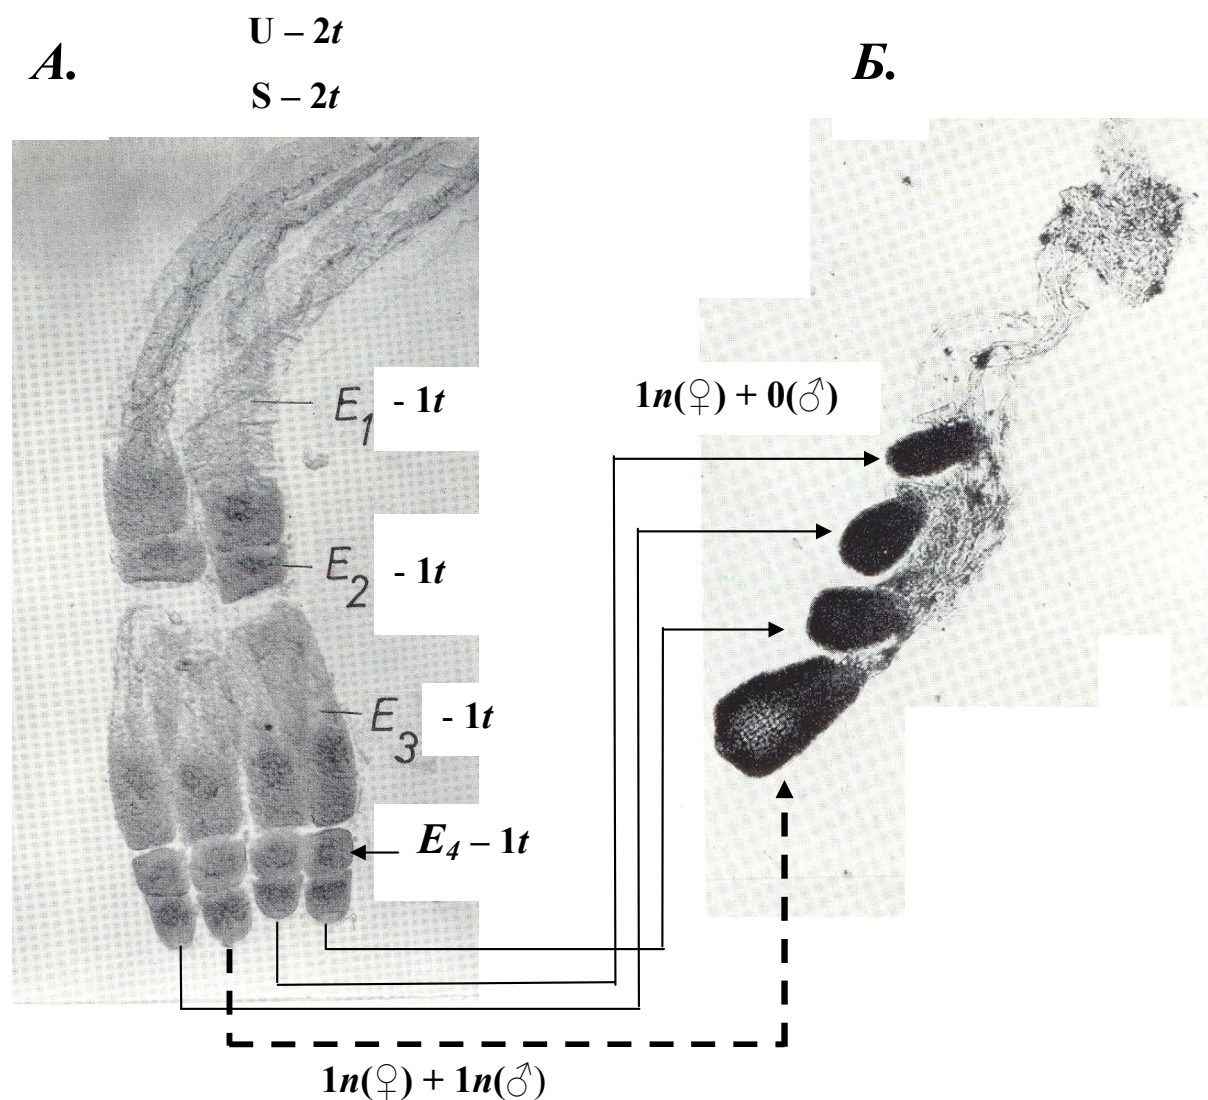 А.
U – 2t
S – 2t
Б.
E1 - 1t
1n(♀) + 0(♂)
E2 - 1t
E3 - 1t
E4 – 1t
1n(♀) + 1n(♂)